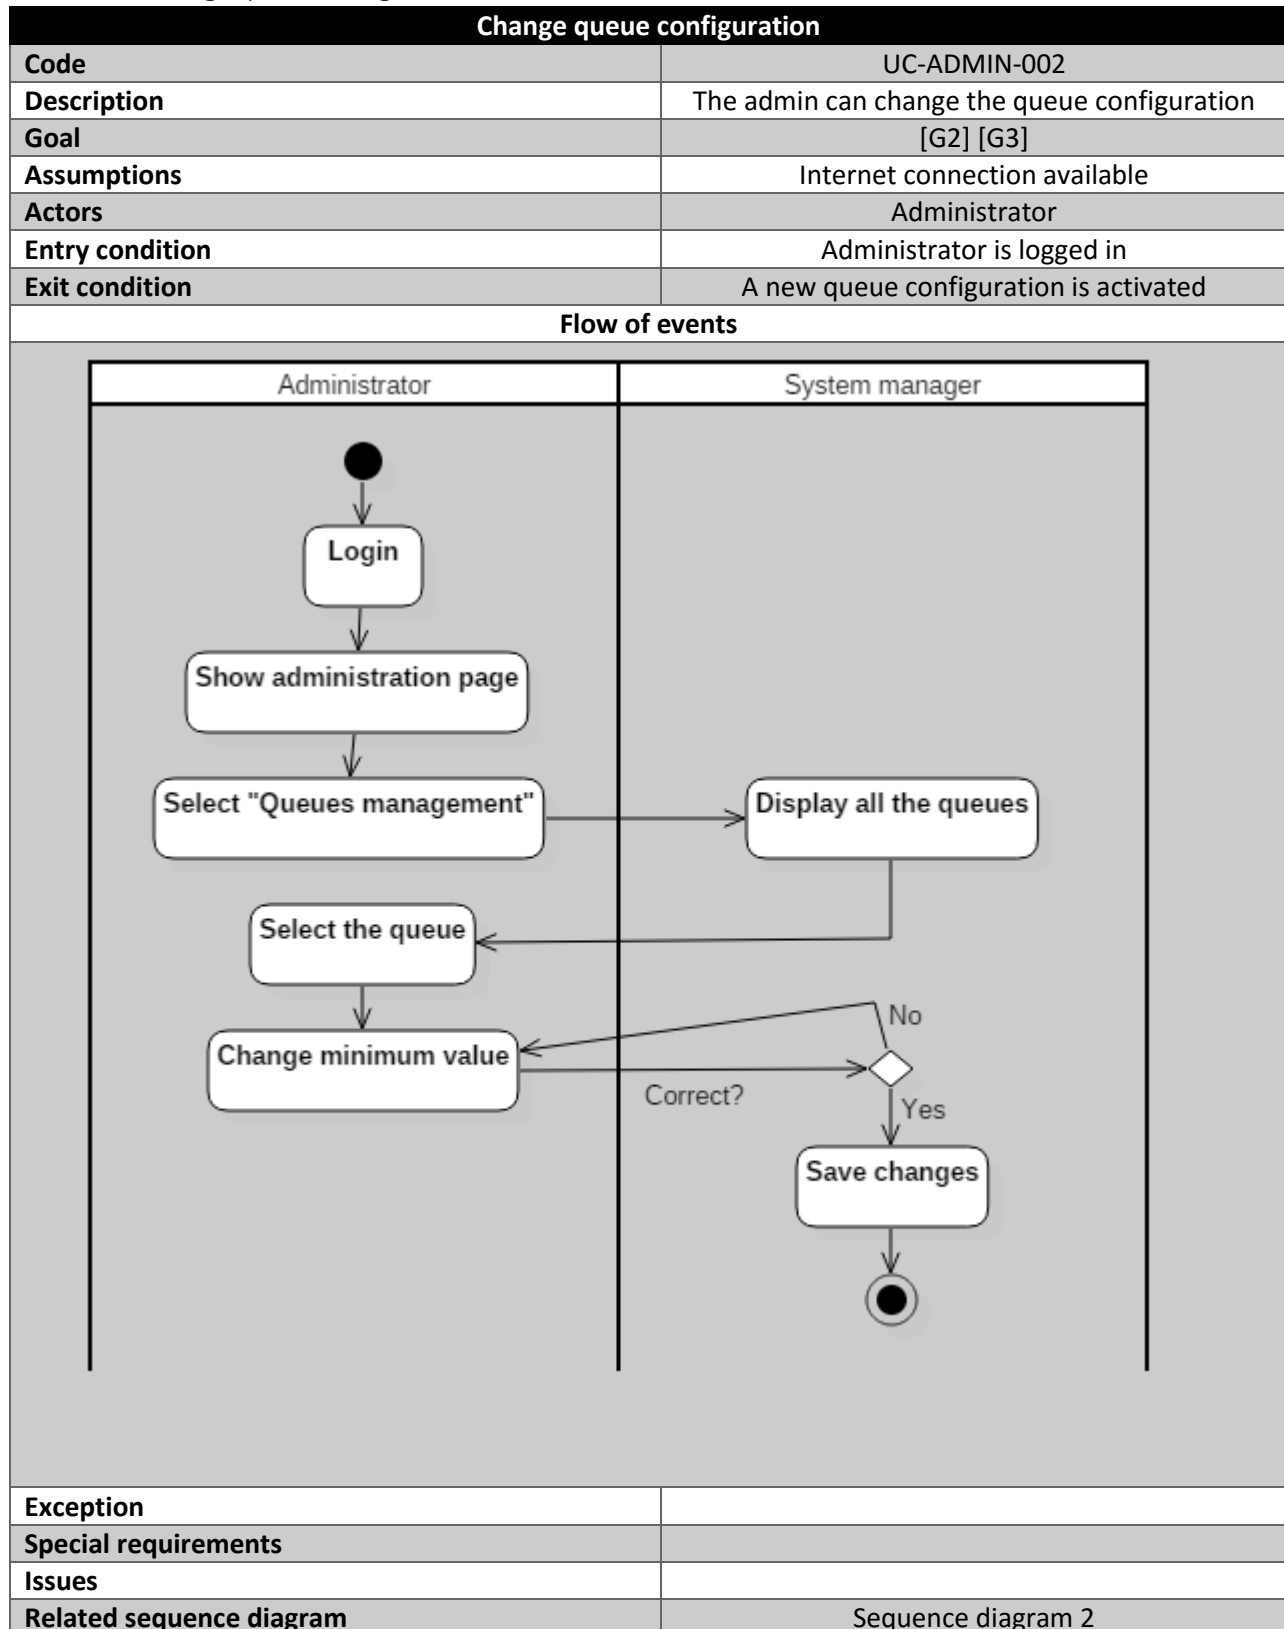 Change queue configuration
Code UC-ADMIN-002
Description The admin can change the queue configuration
Goal [G2] [G3]
Assumptions Internet connection available
Actors Administrator
Entry condition Administrator is logged in
Exit condition A new queue configuration is activated
Flow of events
Administrator System manager
Login
Show administration page
Select "Queues management" Display all the queues
Select the queue
No
Change minimum value
Correct?
Yes
Save changes
Exception
Special requirements
Issues
Related sequence diagram Sequence diagram 2